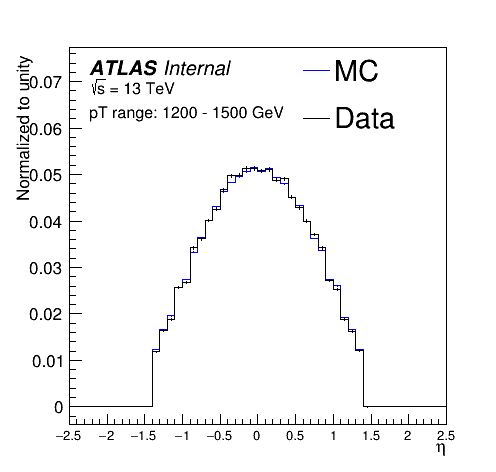 Normalized to unity
ATLAS Internal
√s = 13 TeV
pT range: 1200 - 1500 GeV
MC
Data
0.07
0.06
0.05
0.04
0.03
0.02
0.01
0
−2.5 −2 −1.5 −1 −0.5 0 0.5 1 1.5 2 2.5
η